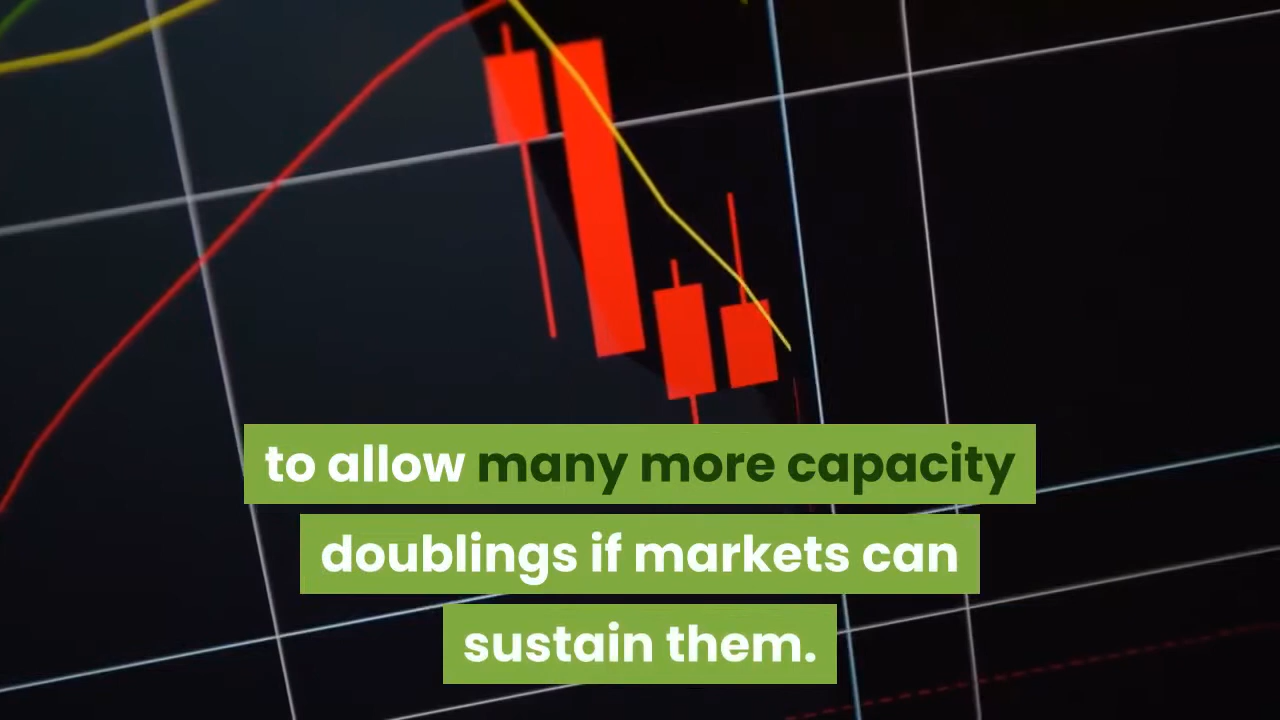 to allow many more capacity
doublings if markets can
sustain them.